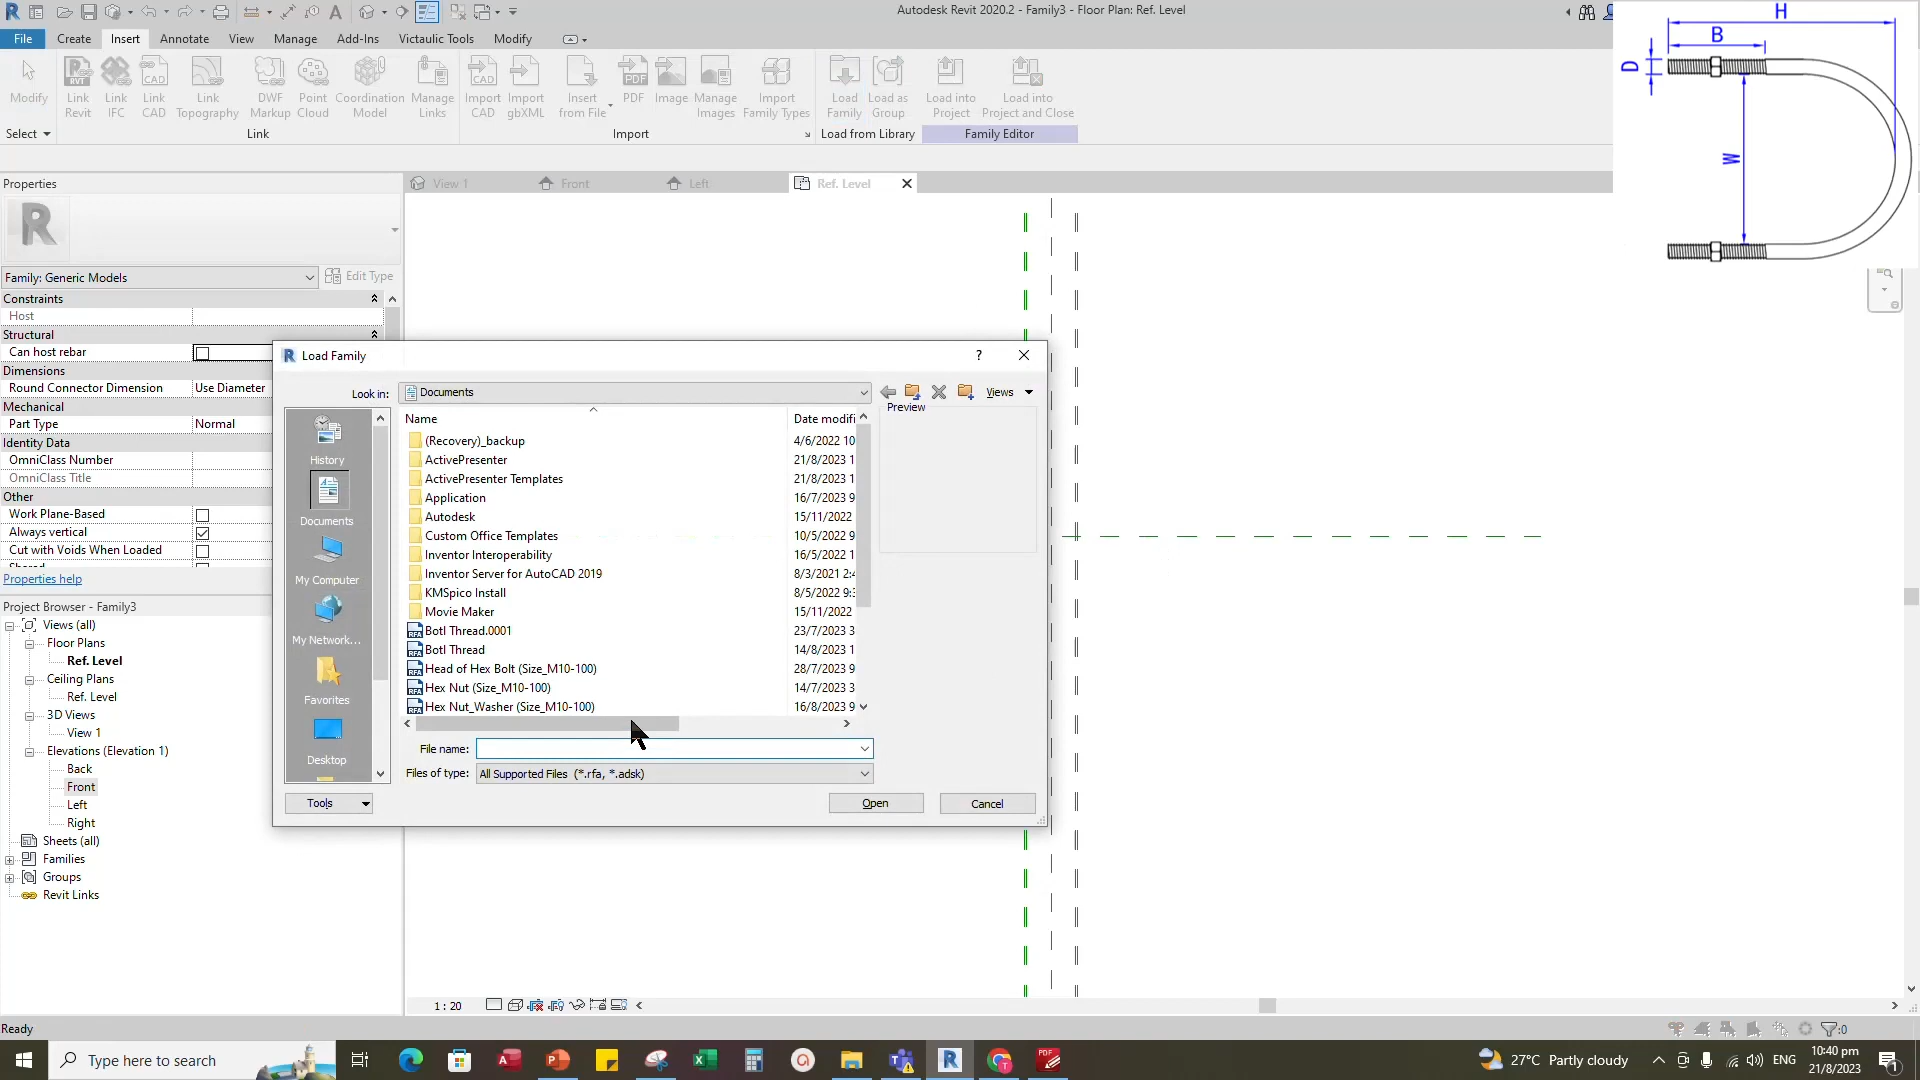 Autodesk Revit 2020.2 - Family3 - Floor Plan: Ref. Level
File
Create
Insert
Annotate
View
Manage
Add-Ins
Victaulic Tools
Modify
Modify
Link Revit
Link IFC
Link CAD
Link Topography
DWF Markup
Point Cloud
Coordination Model
Manage Links
Import CAD
Import gbXML
Insert from File
PDF
Image
Manage Images
Import Family Types
Load Family
Load as Group
Load into Project
Load into Project and Close
Select
Link
Import
Load from Library
Family Editor
H
B
D
W
Properties
View 1
Front
Left
Ref. Level
R
Family: Generic Models
Edit Type
Constraints
Host
Structural
Can host rebar
Dimensions
Round Connector Dimension
Use Diameter
Mechanical
Part Type
Normal
Identity Data
OmniClass Number
OmniClass Title
Other
Work Plane-Based
Always vertical
Cut with Voids When Loaded
Properties help
Project Browser - Family3
Views (all)
Floor Plans
Ref. Level
Ceiling Plans
Ref. Level
3D Views
View 1
Elevations (Elevation 1)
Back
Front
Left
Right
Sheets (all)
Families
Groups
Revit Links
Load Family
?
Look in:
Documents
Views
Preview
History
Documents
My Computer
My Network...
Favorites
Desktop
Name
Date modifi
(Recovery)_backup
4/6/2022 10
ActivePresenter
21/8/2023 1
ActivePresenter Templates
21/8/2023 1
Application
16/7/2023 9
Autodesk
15/11/2022
Custom Office Templates
10/5/2022 9
Inventor Interoperability
16/5/2022 1
Inventor Server for AutoCAD 2019
8/3/2021 2:4
KMSpico Install
8/5/2022 9:
Movie Maker
15/11/2022
Botl Thread.0001
23/7/2023 3
Botl Thread
14/8/2023 1
Head of Hex Bolt (Size_M10-100)
28/7/2023 9
Hex Nut (Size_M10-100)
14/7/2023 3
Hex Nut_Washer (Size_M10-100)
16/8/2023 9
File name:
Files of type:
All Supported Files (*.rfa, *.adsk)
Tools
Open
Cancel
1 : 20
Ready
:0
Type here to search
27°C Partly cloudy
ENG
10:40 pm
21/8/2023
1